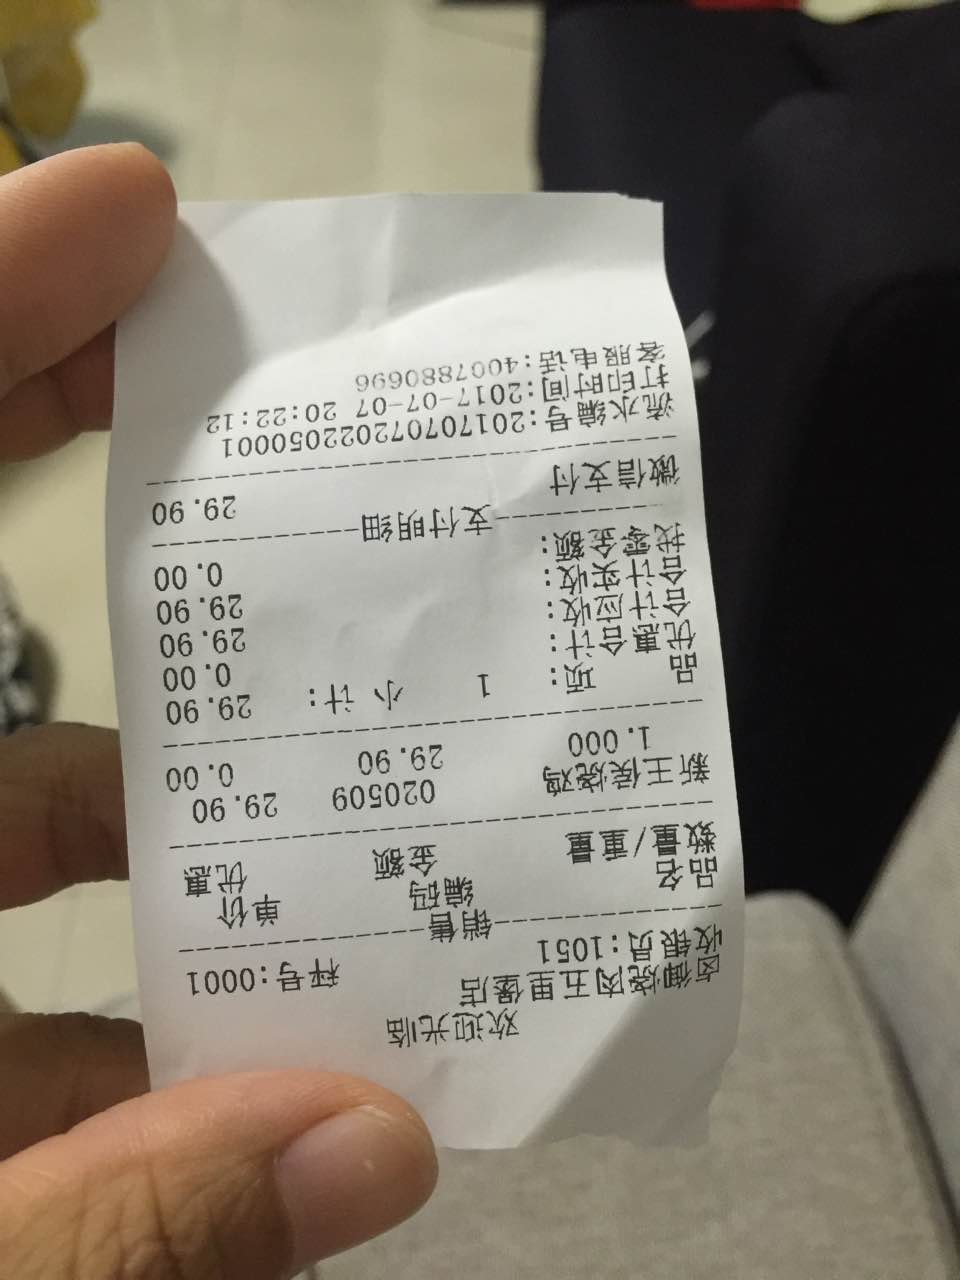 欢迎光临
卤御烧肉五里堡店
收银员:1051 秤号:0001
----------销售----------
品名 编码 单价
数量/重量 金额 优惠
新王侯烧鸡 020509 29.90
1.000 29.90 0.00
品 项: 1 小 计: 29.90
优惠合计: 0.00
合计应收: 29.90
合计实收: 29.90
找零金额: 0.00
----------支付明细----------
微信支付 29.90
流水编号:201707072022050001
打印时间:2017-07-07 20:22:12
客服电话:4007880696